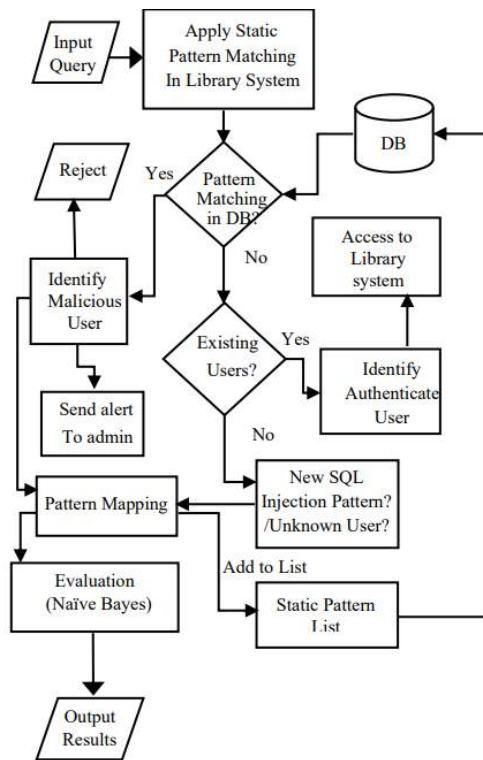 Input
Query
Apply Static
Pattern Matching
In Library System
DB
Reject
Yes
Pattern
Matching
in DB?
Access to
Library
system
No
Identify
Malicious
User
Existing
Users?
Yes
Identify
Authenticate
User
Send alert
To admin
No
New SQL
Injection Pattern?
/Unknown User?
Pattern Mapping
Add to List
Evaluation
(Naïve Bayes)
Static Pattern
List
Output
Results